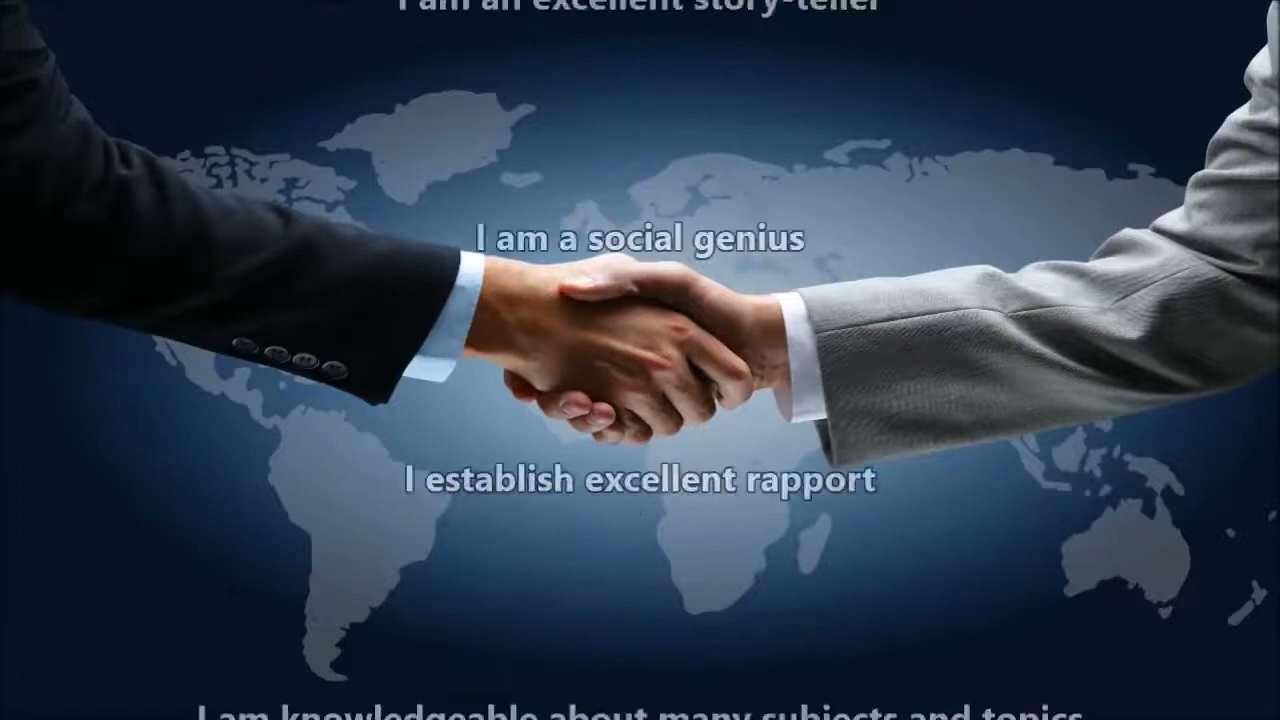 I am an excellent story-teller
I am a social genius
I establish excellent rapport
I am knowledgeable about many subjects and topics